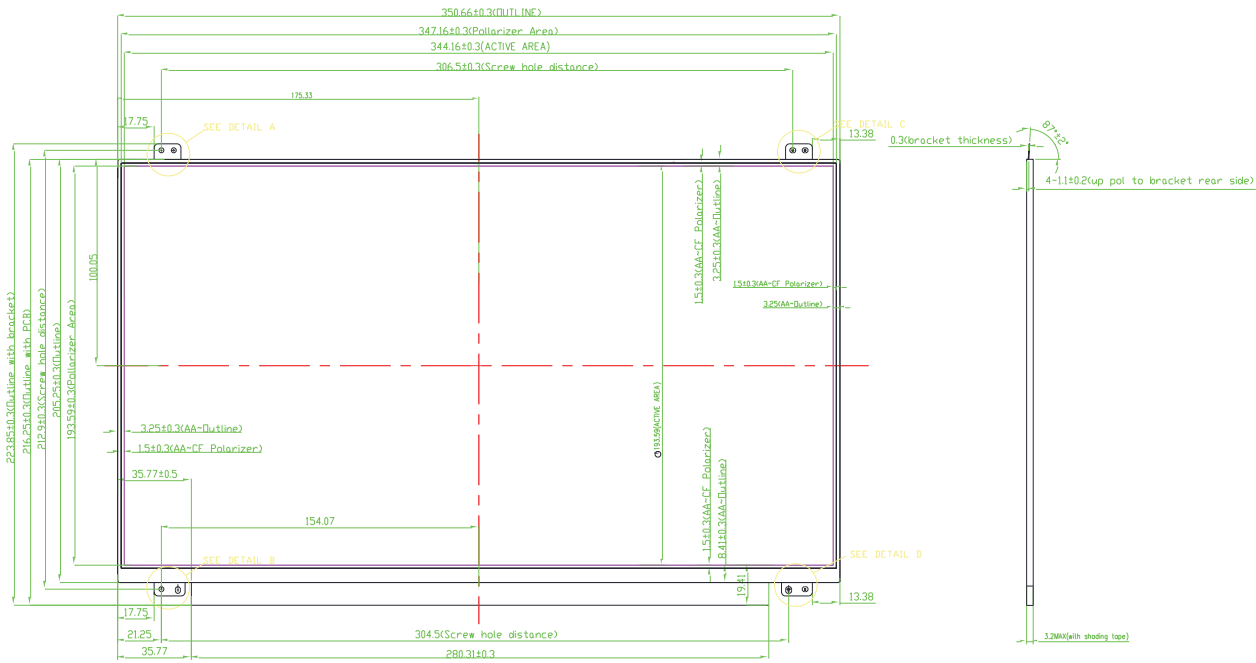 350.66±0.3(OUTLINE)
347.16±0.3(Pollarizer Area)
344.16±0.3(ACTIVE AREA)
306.5±0.3(Screw hole distance)
175.33
17.75
SEE DETAIL A
SEE DETAIL C
13.38
0.3(bracket thickness)
87°±2°
4-1.1±0.2(up pol to bracket rear side)
1.5±0.3(AA~CF Polarizer)
3.25±0.3(AA~Outline)
100.05
1.5±0.3(AA~CF Polarizer)
3.25(AA~Outline)
223.85±0.3(Outline with bracket)
216.25±0.3(Outline with PCB)
212.9±0.3(Screw hole distance)
205.25±0.3(Outline)
193.59±0.3(Pollarizer Area)
193.59(ACTIVE AREA)
3.25±0.3(AA~Outline)
1.5±0.3(AA~CF Polarizer)
35.77±0.5
154.07
1.5±0.3(AA~CF Polarizer)
8.41±0.3(AA~Outline)
SEE DETAIL B
SEE DETAIL D
19.41
17.75
13.38
21.25
304.5(Screw hole distance)
3.2MAX(with shading tape)
35.77
280.31±0.3